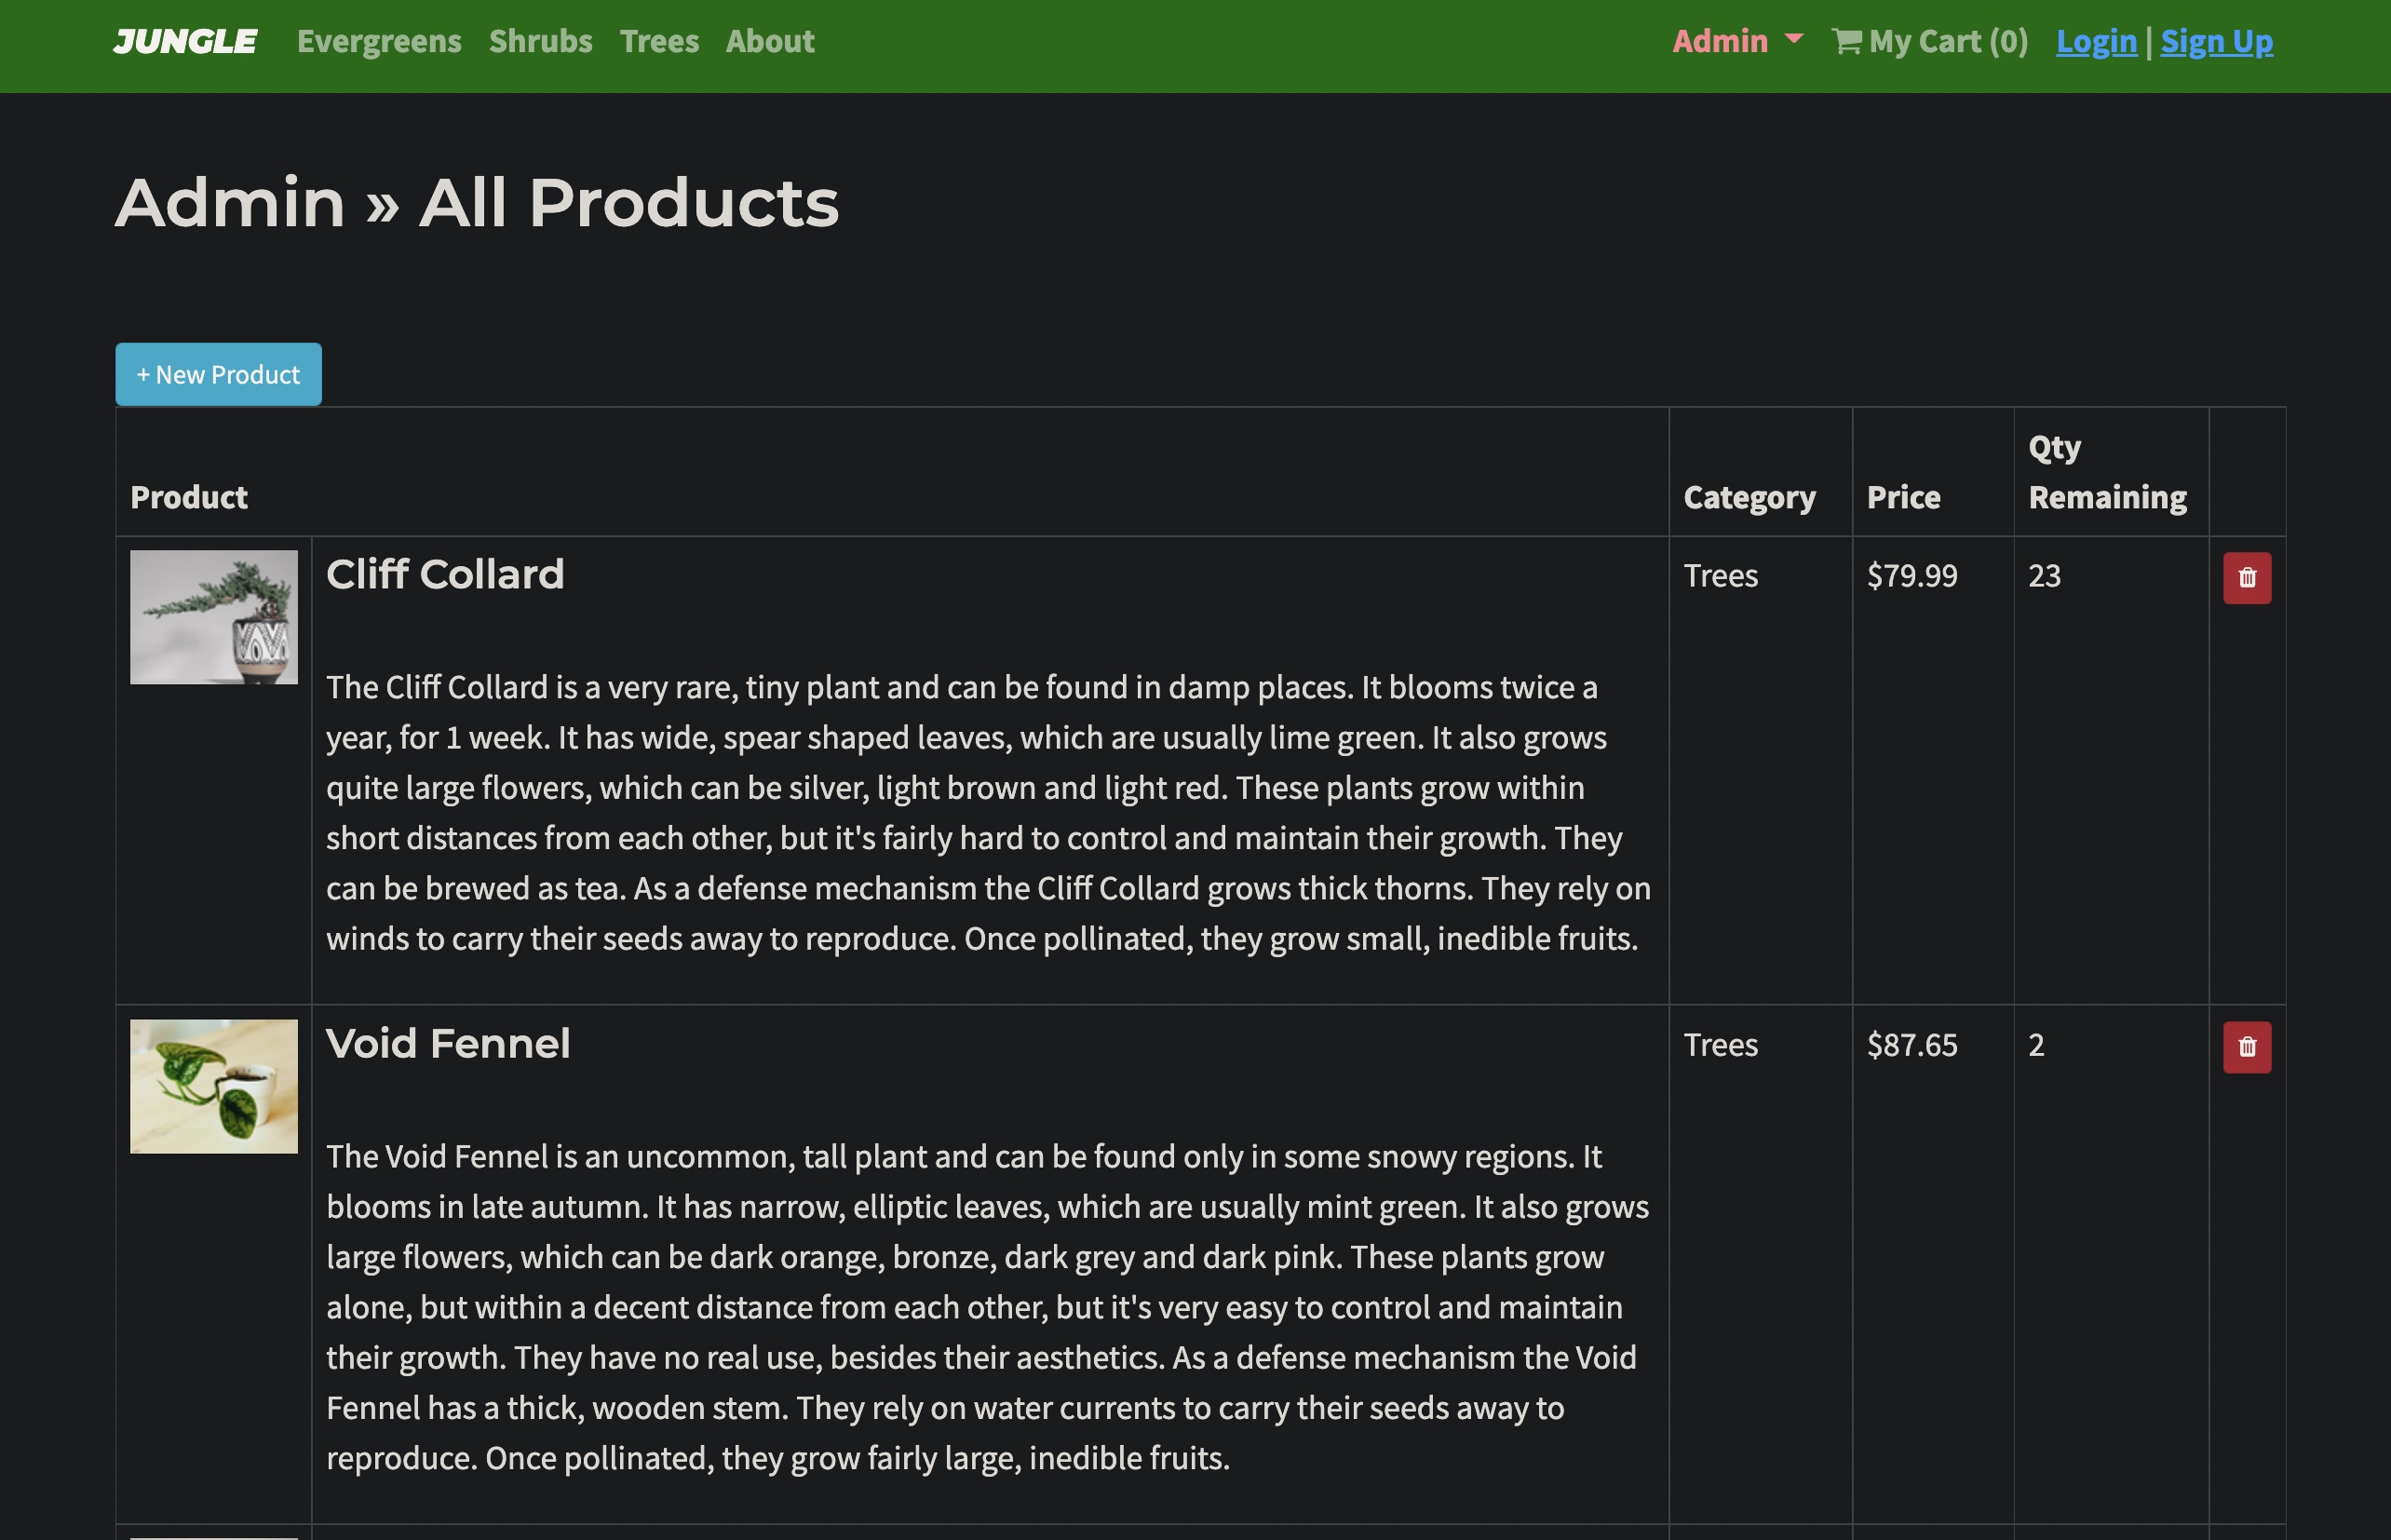 JUNGLE Evergreens Shrubs Trees About Admin My Cart (0) Login | Sign Up
Admin » All Products
+ New Product
Product Category Price Qty Remaining
Cliff Collard Trees $79.99 23
The Cliff Collard is a very rare, tiny plant and can be found in damp places. It blooms twice a
year, for 1 week. It has wide, spear shaped leaves, which are usually lime green. It also grows
quite large flowers, which can be silver, light brown and light red. These plants grow within
short distances from each other, but it's fairly hard to control and maintain their growth. They
can be brewed as tea. As a defense mechanism the Cliff Collard grows thick thorns. They rely on
winds to carry their seeds away to reproduce. Once pollinated, they grow small, inedible fruits.
Void Fennel Trees $87.65 2
The Void Fennel is an uncommon, tall plant and can be found only in some snowy regions. It
blooms in late autumn. It has narrow, elliptic leaves, which are usually mint green. It also grows
large flowers, which can be dark orange, bronze, dark grey and dark pink. These plants grow
alone, but within a decent distance from each other, but it's very easy to control and maintain
their growth. They have no real use, besides their aesthetics. As a defense mechanism the Void
Fennel has a thick, wooden stem. They rely on water currents to carry their seeds away to
reproduce. Once pollinated, they grow fairly large, inedible fruits.